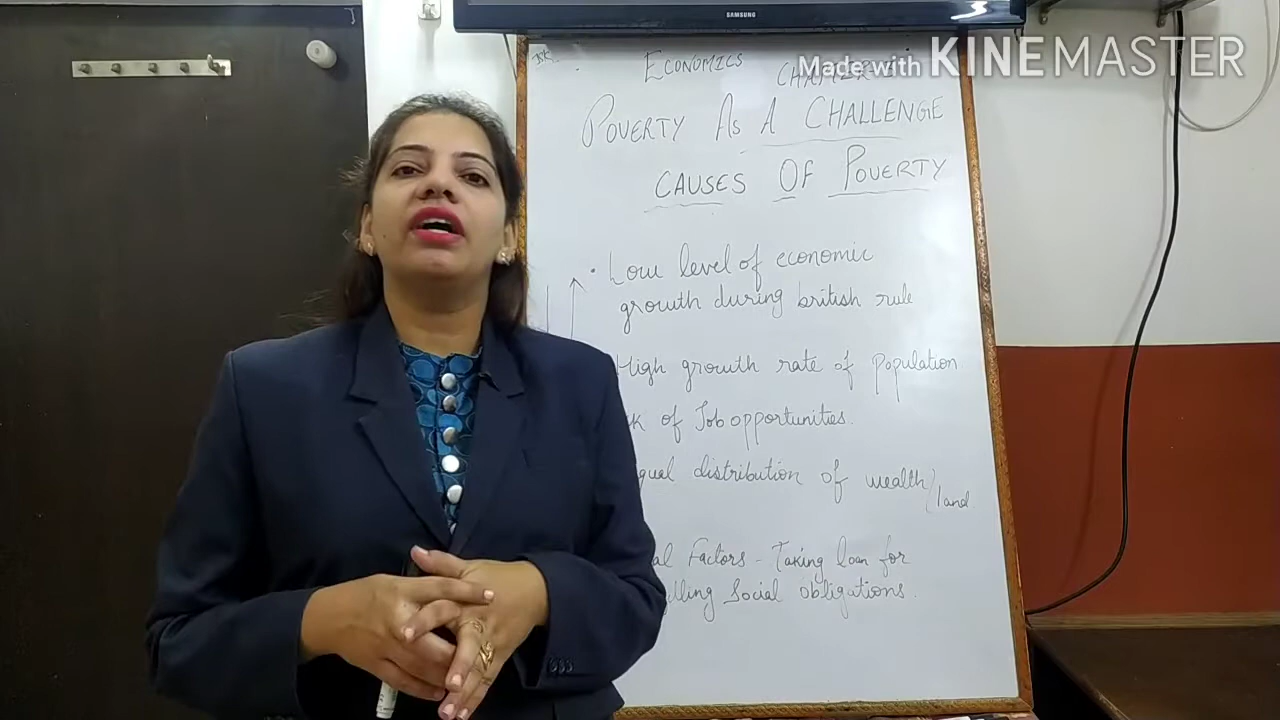 SAMSUNG
Made with KINEMASTER
ECONOMICS
POVERTY AS A CHALLENGE
CAUSES OF POVERTY
• Low level of economic
growth during british rule
High growth rate of population
of Job opportunities.
distribution of wealth/land
Factors - Taking loan for
Social obligations.